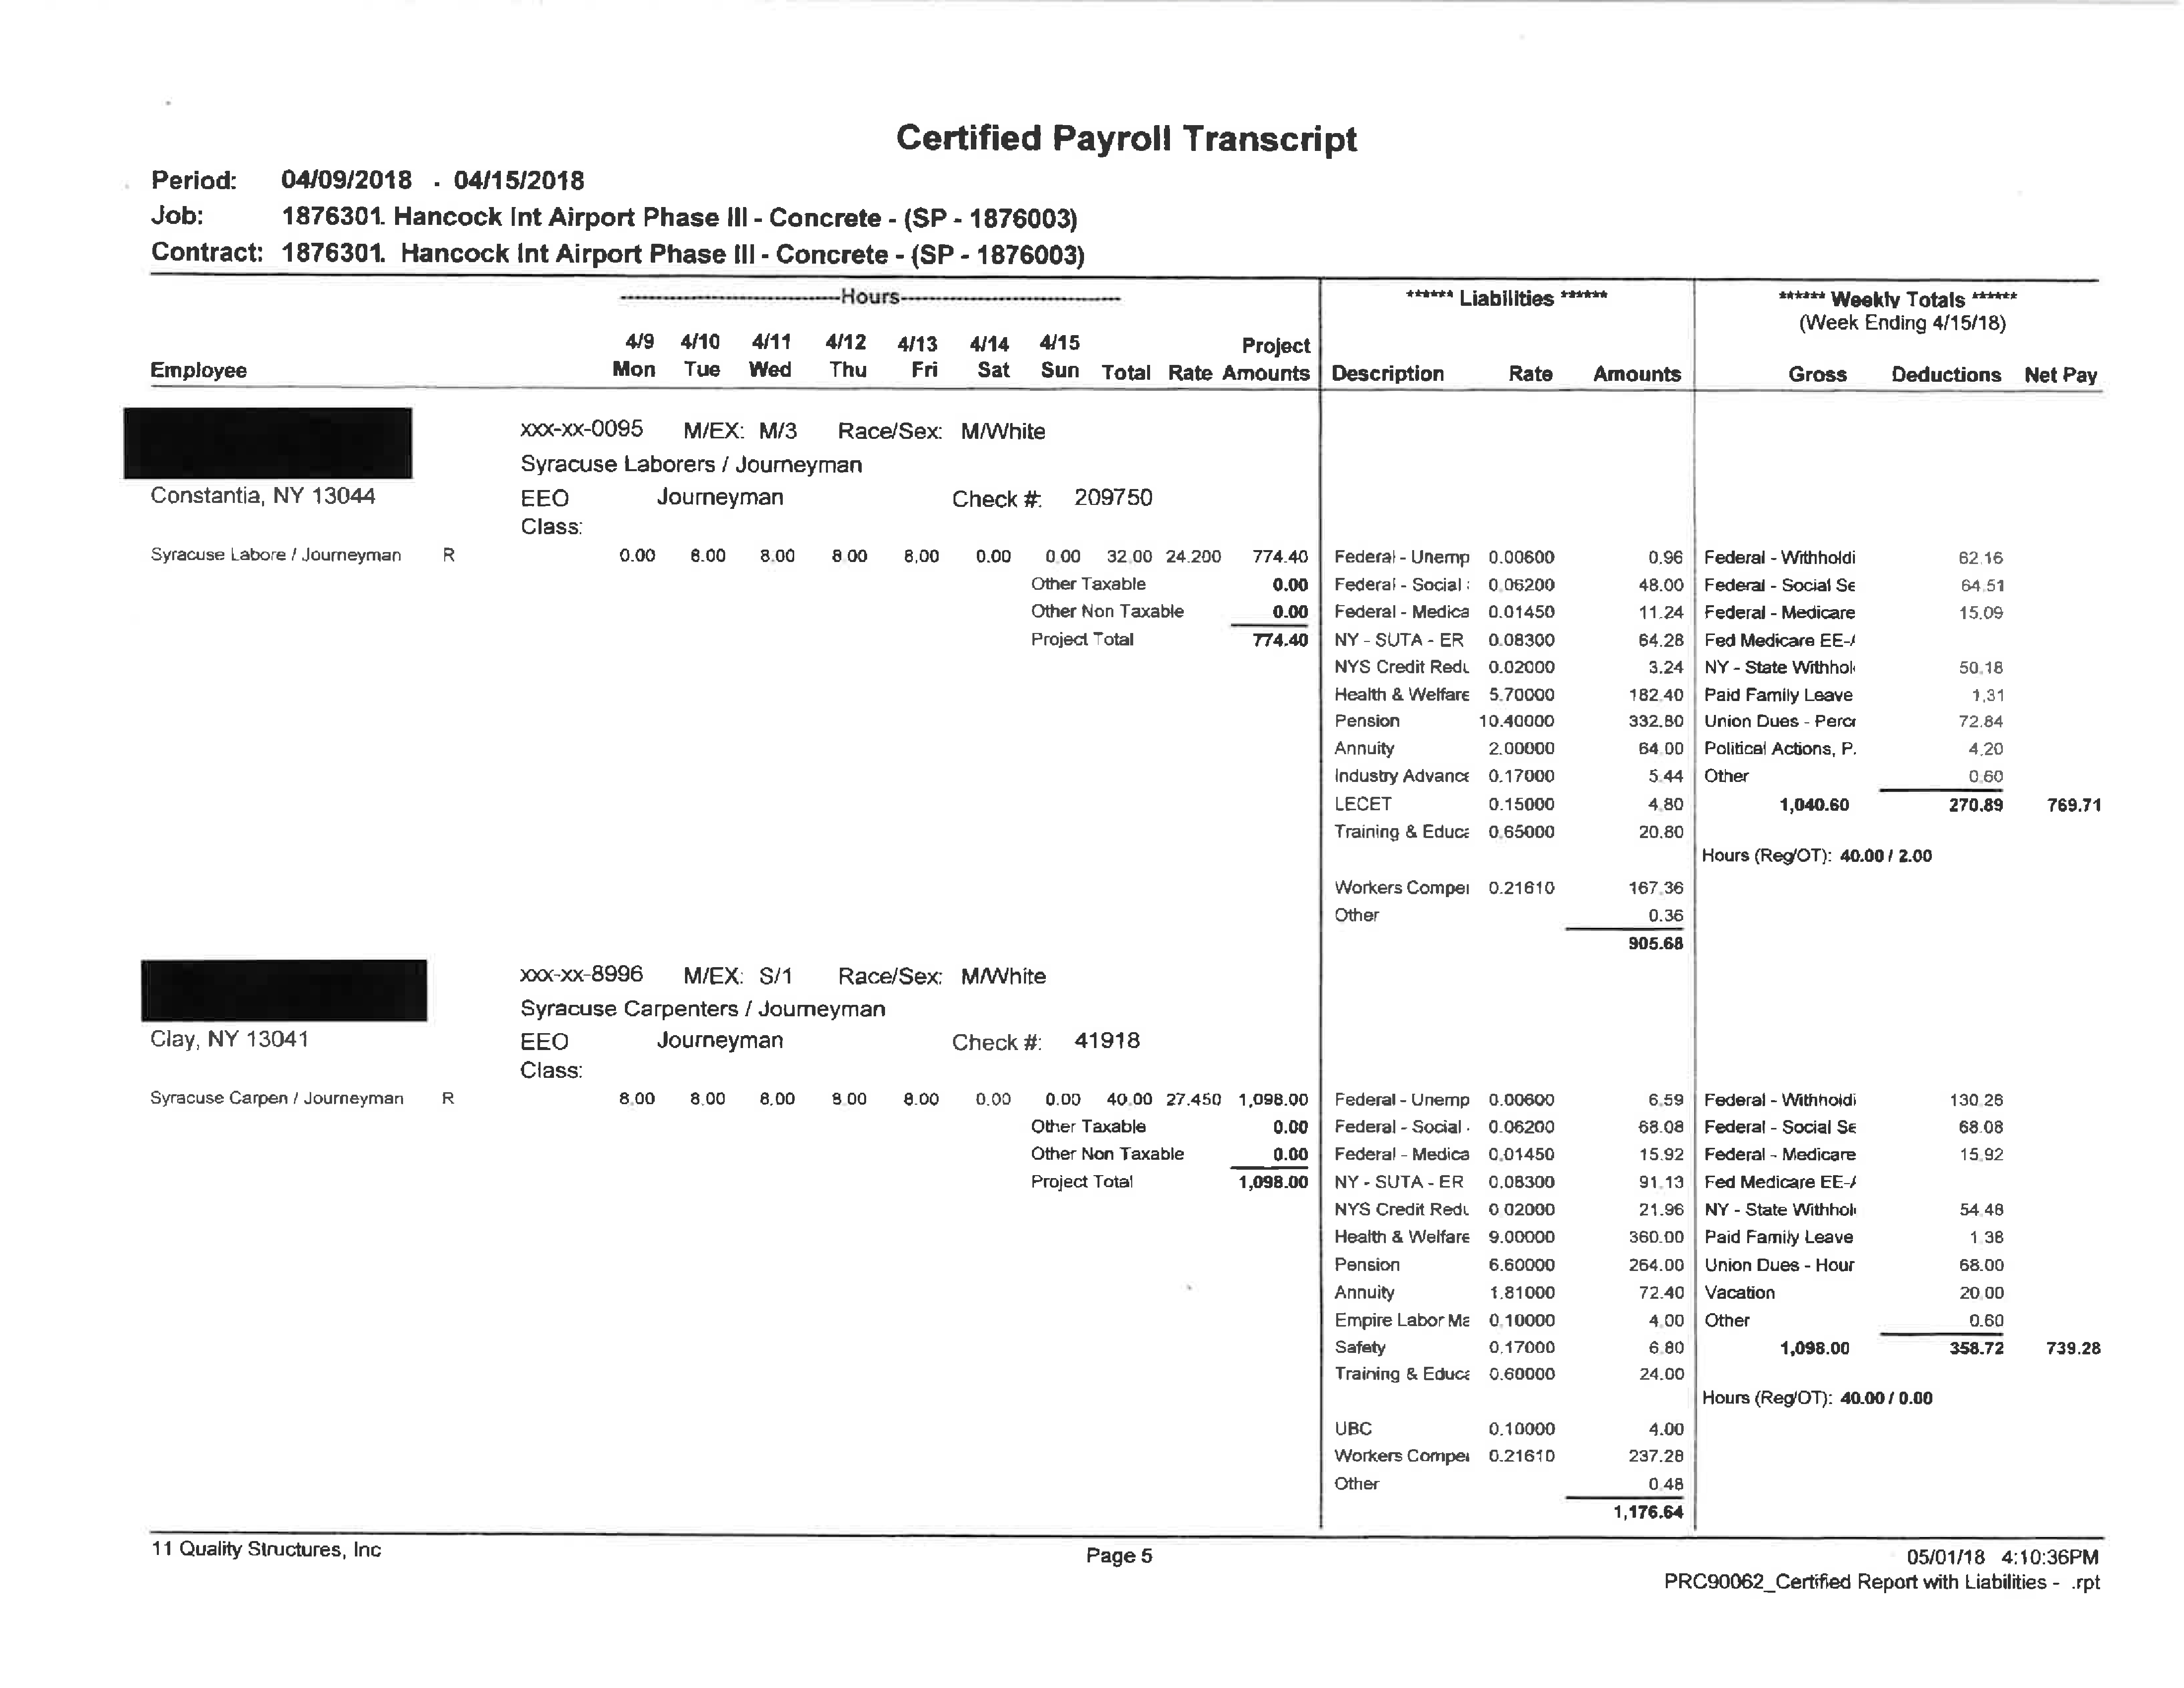 Certified Payroll Transcript
Period: 04/09/2018 - 04/15/2018
Job: 1876301. Hancock Int Airport Phase III - Concrete - (SP - 1876003)
Contract: 1876301. Hancock Int Airport Phase III - Concrete - (SP - 1876003)
Hours ****** Liabilities ****** ****** Weekly Totals ******
(Week Ending 4/15/18)
4/9 4/10 4/11 4/12 4/13 4/14 4/15 Project
Employee Mon Tue Wed Thu Fri Sat Sun Total Rate Amounts Description Rate Amounts Gross Deductions Net Pay
xxx-xx-0095 M/EX: M/3 Race/Sex: M/White
Syracuse Laborers / Journeyman
Constantia, NY 13044 EEO Journeyman Check #: 209750
Class:
Syracuse Labore / Journeyman R 0.00 8.00 8.00 8.00 8.00 0.00 0.00 32.00 24.200 774.40 Federal - Unemp 0.00600 0.96 Federal - Withholdi 62.16
Other Taxable 0.00 Federal - Social 0.06200 48.00 Federal - Social Se 64.51
Other Non Taxable 0.00 Federal - Medica 0.01450 11.24 Federal - Medicare 15.09
Project Total 774.40 NY - SUTA - ER 0.08300 64.28 Fed Medicare EE-/
NYS Credit Redu 0.02000 3.24 NY - State Withhol 50.18
Health & Welfare 5.70000 182.40 Paid Family Leave 1.31
Pension 10.40000 332.80 Union Dues - Perce 72.84
Annuity 2.00000 64.00 Political Actions, P. 4.20
Industry Advance 0.17000 5.44 Other 0.60
LECET 0.15000 4.80 1,040.60 270.89 769.71
Training & Educa 0.65000 20.80
Hours (Reg/OT): 40.00 / 2.00
Workers Compe 0.21610 167.36
Other 0.36
905.68
xxx-xx-8996 M/EX: S/1 Race/Sex: M/White
Syracuse Carpenters / Journeyman
Clay, NY 13041 EEO Journeyman Check #: 41918
Class:
Syracuse Carpen / Journeyman R 8.00 8.00 8.00 8.00 8.00 0.00 0.00 40.00 27.450 1,098.00 Federal - Unemp 0.00600 6.59 Federal - Withholdi 130.26
Other Taxable 0.00 Federal - Social 0.06200 68.08 Federal - Social Se 68.08
Other Non Taxable 0.00 Federal - Medica 0.01450 15.92 Federal - Medicare 15.92
Project Total 1,098.00 NY - SUTA - ER 0.08300 91.13 Fed Medicare EE-/
NYS Credit Redu 0.02000 21.96 NY - State Withhol 54.48
Health & Welfare 9.00000 360.00 Paid Family Leave 1.38
Pension 6.60000 264.00 Union Dues - Hour 68.00
Annuity 1.81000 72.40 Vacation 20.00
Empire Labor Ma 0.10000 4.00 Other 0.60
Safety 0.17000 6.80 1,098.00 358.72 739.28
Training & Educa 0.60000 24.00
Hours (Reg/OT): 40.00 / 0.00
UBC 0.10000 4.00
Workers Compe 0.21610 237.28
Other 0.48
1,176.64
11 Quality Structures, Inc Page 5 05/01/18 4:10:36PM
PRC90062_Certified Report with Liabilities - .rpt